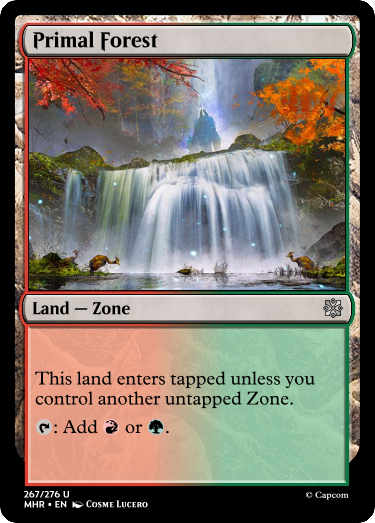 Primal Forest
Land — Zone
This land enters tapped unless you
control another untapped Zone.
: Add or .
267/276 U
MHR • EN Cosme Lucero
© Capcom